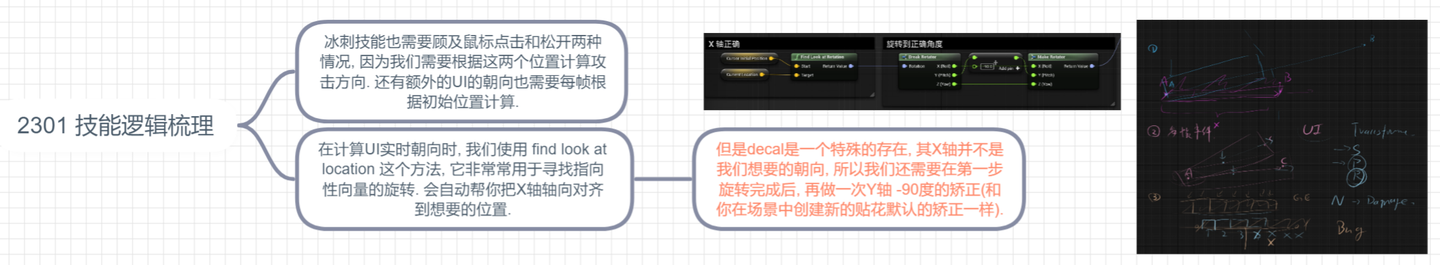 2301 技能逻辑梳理
冰刺技能也需要顾及鼠标点击和松开两种
情况, 因为我们需要根据这两个位置计算攻
击方向. 还有额外的UI的朝向也需要每帧根
据初始位置计算.
在计算UI实时朝向时, 我们使用 find look at
location 这个方法, 它非常常用于寻找指向
性向量的旋转. 会自动帮你把X轴轴向对齐
到想要的位置.
但是decal是一个特殊的存在, 其X轴并不是
我们想要的朝向, 所以我们还需要在第一步
旋转完成后, 再做一次Y轴 -90度的矫正(和
你在场景中创建新的贴花默认的矫正一样).
X 轴正确
Find Look at Rotation
Start
Return Value
Target
Current Location
旋转到正确角度
Break Rotator
Rotation
X (Roll)
Y (Pitch)
Z (Yaw)
Make Rotator
X (Roll)
Y (Pitch)
Z (Yaw)
Return Value
①
A
B
②
UI
Transform.
S
R
③
N → Damage.
Bug
1 2 3